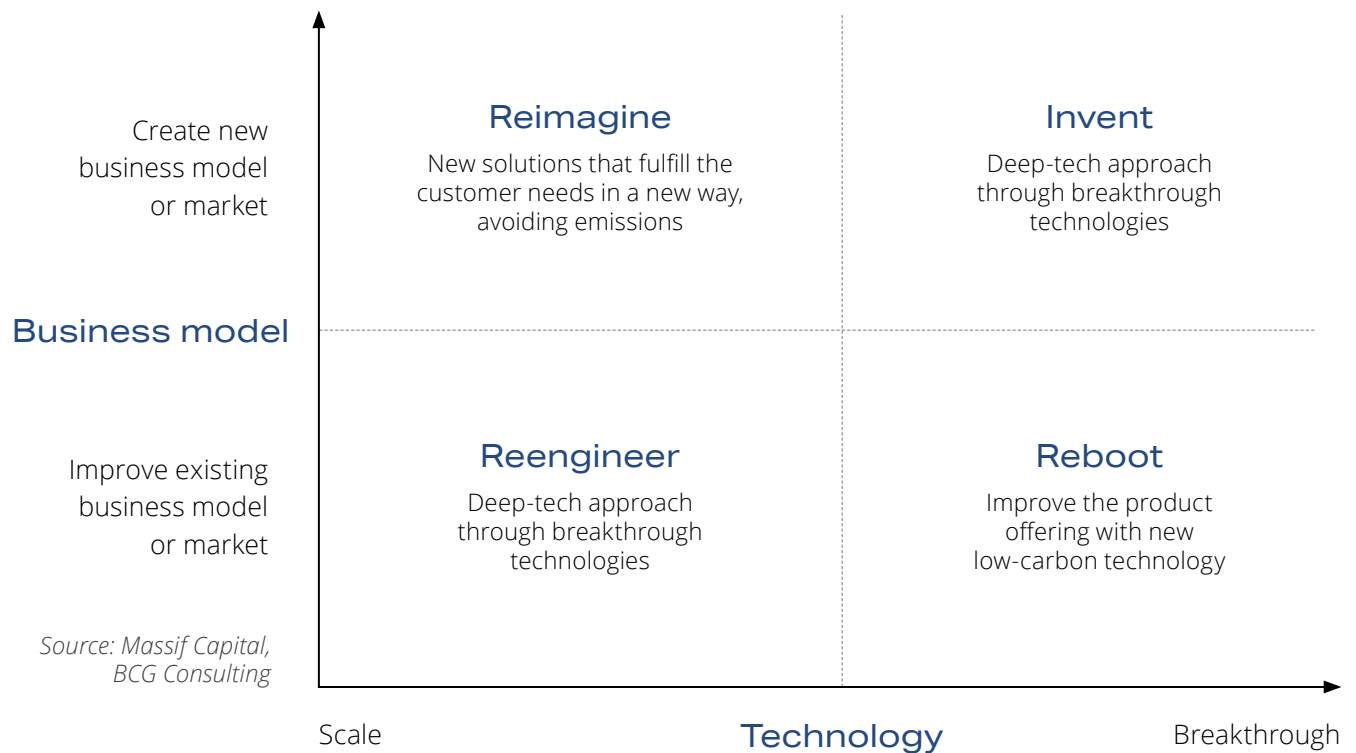 Create new
business model
or market
Reimagine
New solutions that fulfill the
customer needs in a new way,
avoiding emissions
Invent
Deep-tech approach
through breakthrough
technologies
Business model
Improve existing
business model
or market
Reengineer
Deep-tech approach
through breakthrough
technologies
Reboot
Improve the product
offering with new
low-carbon technology
Source: Massif Capital,
BCG Consulting
Scale
Technology
Breakthrough